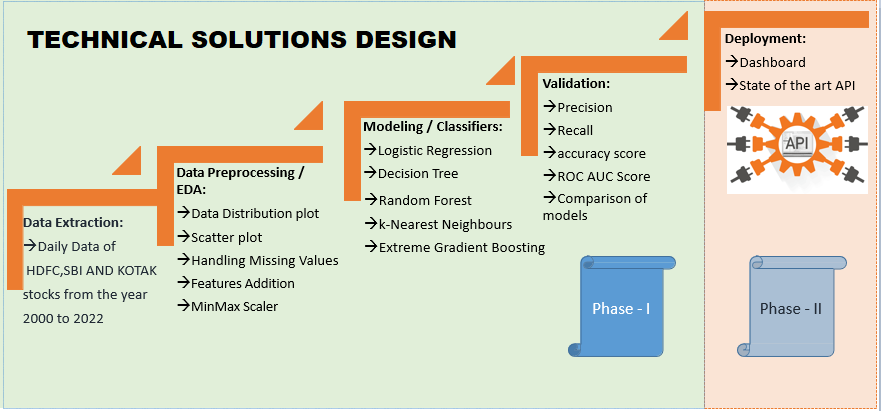 TECHNICAL SOLUTIONS DESIGN
Data Extraction:
→Daily Data of
HDFC,SBI AND KOTAK
stocks from the year
2000 to 2022
Data Preprocessing /
EDA:
→Data Distribution plot
→Scatter plot
→Handling Missing Values
→Features Addition
→MinMax Scaler
Modeling / Classifiers:
→Logistic Regression
→Decision Tree
→Random Forest
→k-Nearest Neighbours
→Extreme Gradient Boosting
Validation:
→Precision
→Recall
→accuracy score
→ROC AUC Score
→Comparison of
models
Phase - I
Deployment:
→Dashboard
→State of the art API
API
Phase - II